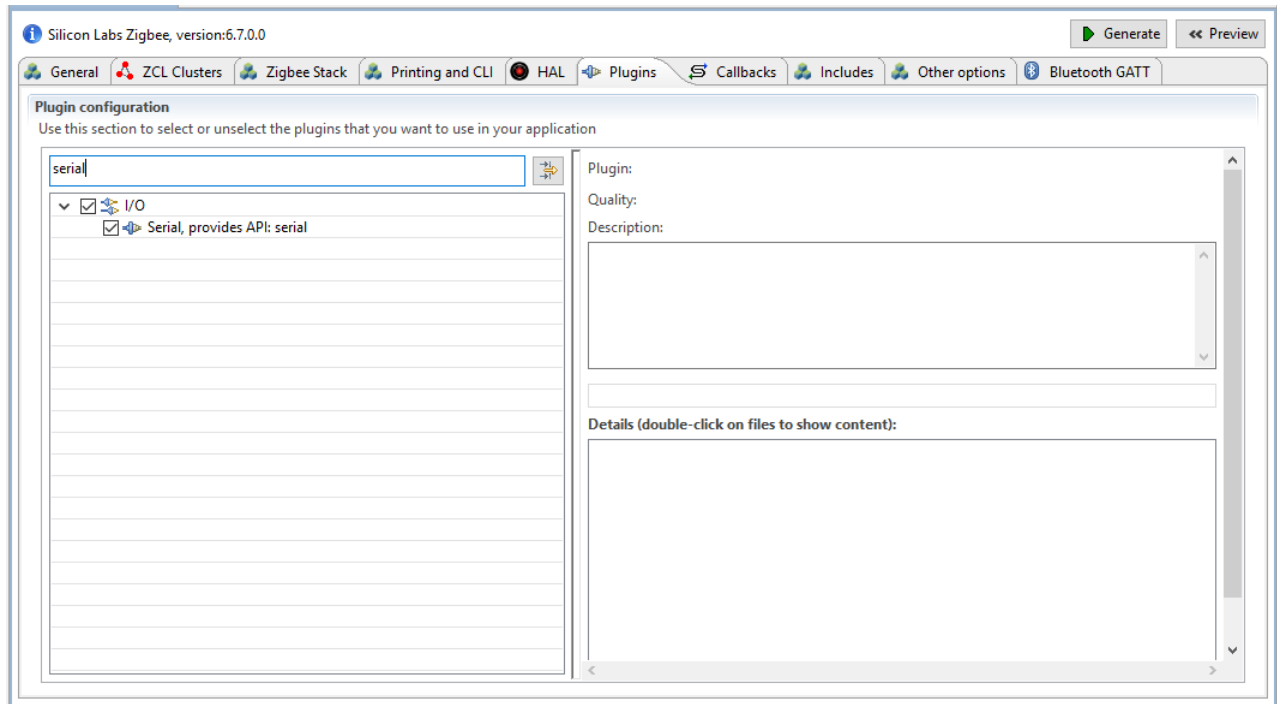 Silicon Labs Zigbee, version:6.7.0.0
Generate
Preview
General
ZCL Clusters
Zigbee Stack
Printing and CLI
HAL
Plugins
Callbacks
Includes
Other options
Bluetooth GATT
Plugin configuration
Use this section to select or unselect the plugins that you want to use in your application
serial
I/O
Serial, provides API: serial
Plugin:
Quality:
Description:
Details (double-click on files to show content):